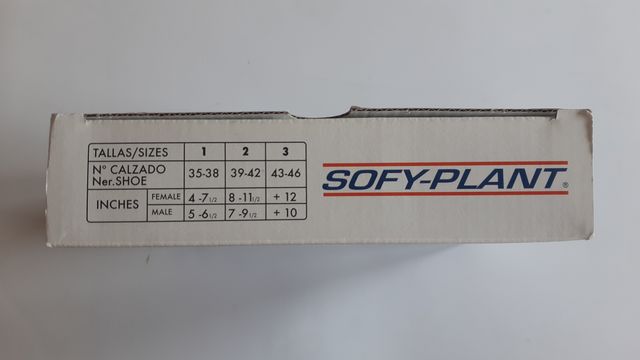 TALLAS/SIZES 1 2 3
Nº CALZADO 35-38 39-42 43-46
Ner.SHOE
INCHES FEMALE 4 -7 1/2 8 -11 1/2 + 12
MALE 5 -6 1/2 7 -9 1/2 + 10
SOFY-PLANT®